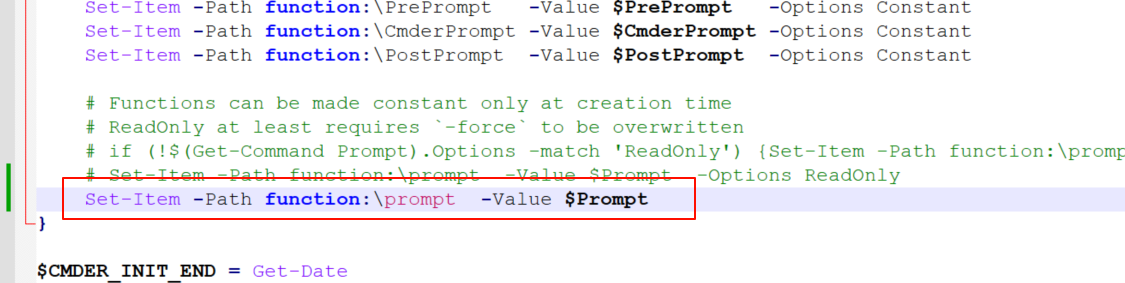 Set-Item -Path function:\PrePrompt   -Value $PrePrompt   -Options Constant
Set-Item -Path function:\CmderPrompt -Value $CmderPrompt -Options Constant
Set-Item -Path function:\PostPrompt  -Value $PostPrompt  -Options Constant
# Functions can be made constant only at creation time
# ReadOnly at least requires `-force` to be overwritten
# if (!$(Get-Command Prompt).Options -match 'ReadOnly') {Set-Item -Path function:\promp
# Set-Item -Path function:\prompt  -Value $Prompt  -Options ReadOnly
Set-Item -Path function:\prompt  -Value $Prompt
}
$CMDER_INIT_END = Get-Date